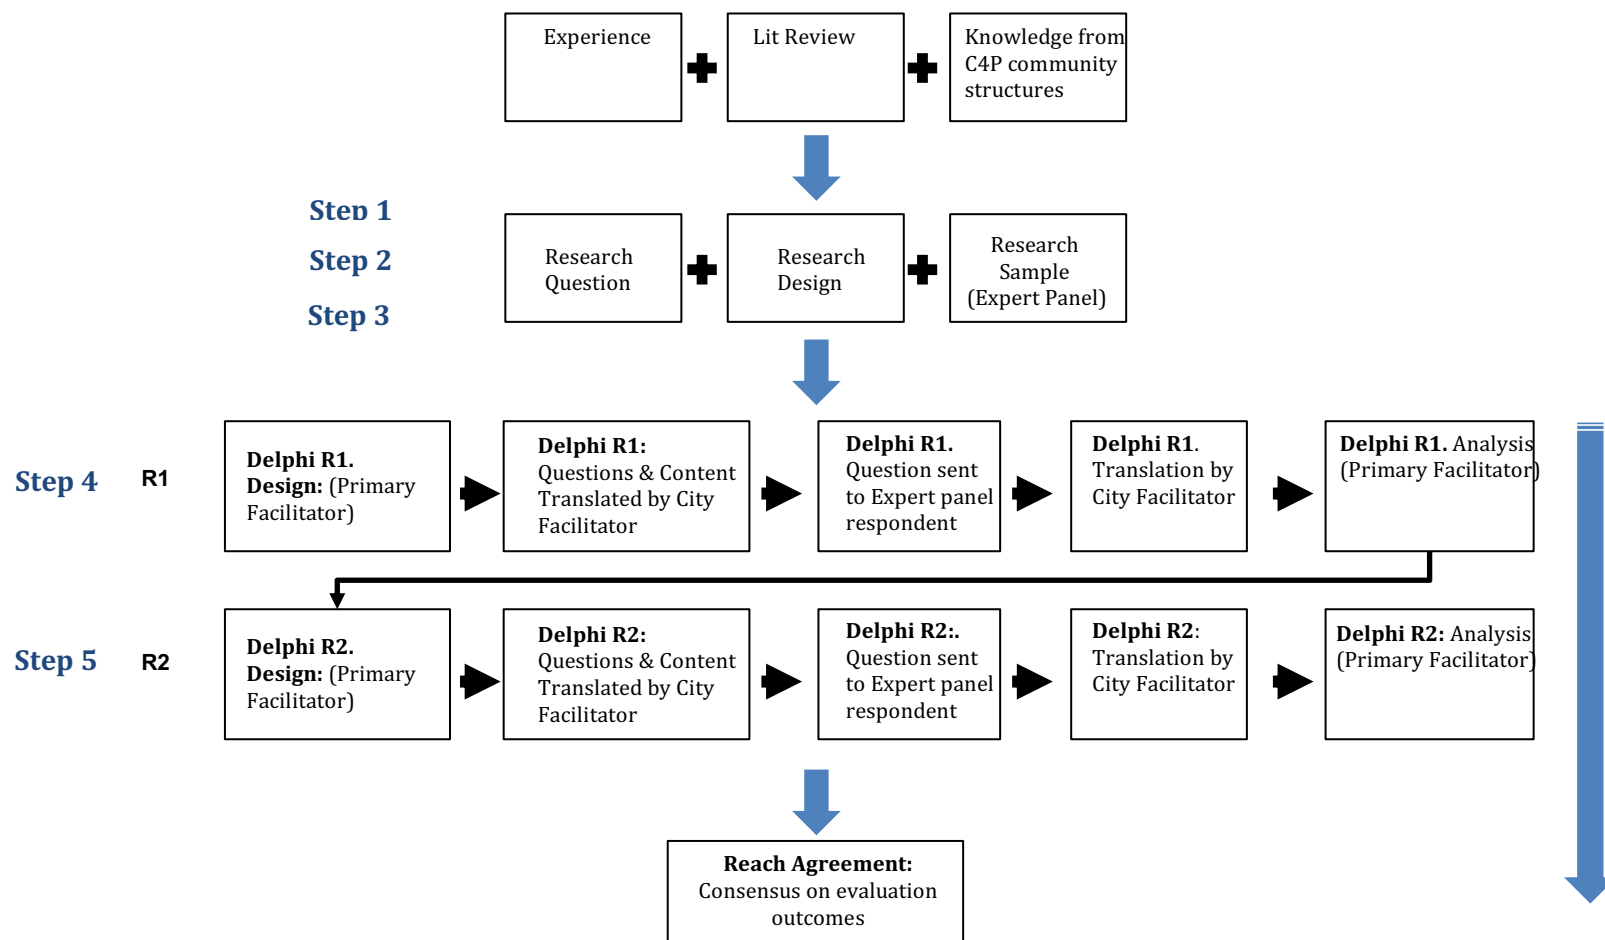 Experience
Lit Review
Knowledge from
C4P community
structures
Step 1
Step 2
Step 3
Research
Question
Research
Design
Research
Sample
(Expert Panel)
Step 4
R1
Delphi R1.
Design: (Primary
Facilitator)
Delphi R1:
Questions & Content
Translated by City
Facilitator
Delphi R1.
Question sent
to Expert panel
respondent
Delphi R1.
Translation by
City Facilitator
Delphi R1. Analysis
(Primary Facilitator)
Step 5
R2
Delphi R2.
Design: (Primary
Facilitator)
Delphi R2:
Questions & Content
Translated by City
Facilitator
Delphi R2:.
Question sent
to Expert panel
respondent
Delphi R2:
Translation by
City Facilitator
Delphi R2: Analysis
(Primary Facilitator)
Reach Agreement:
Consensus on evaluation
outcomes